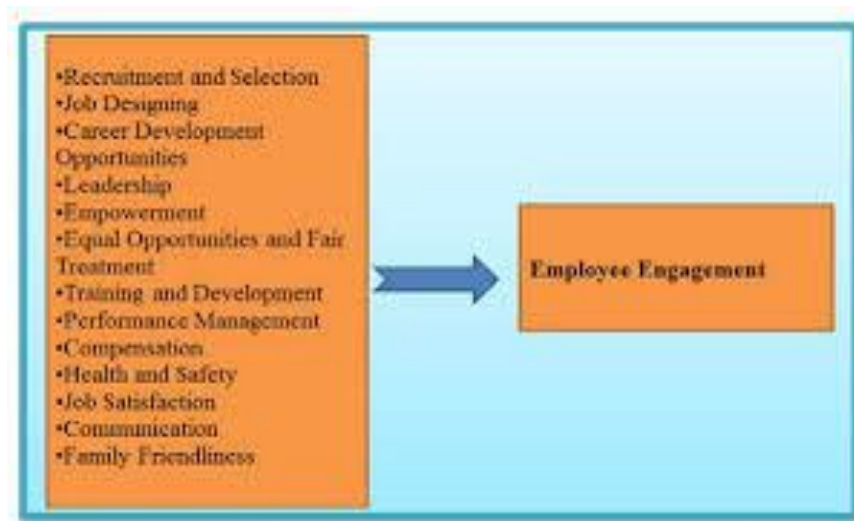 •Recruitment and Selection
•Job Designing
•Career Development
Opportunities
•Leadership
•Empowerment
•Equal Opportunities and Fair
Treatment
•Training and Development
•Performance Management
•Compensation
•Health and Safety
•Job Satisfaction
•Communication
•Family Friendliness
Employee Engagement